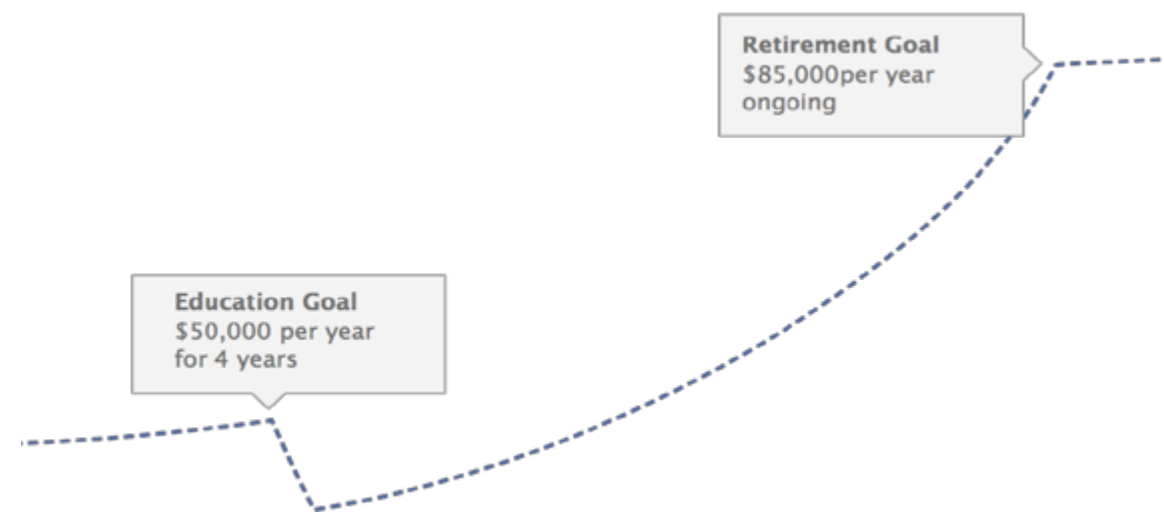 Retirement Goal
$85,000per year
ongoing
Education Goal
$50,000 per year
for 4 years